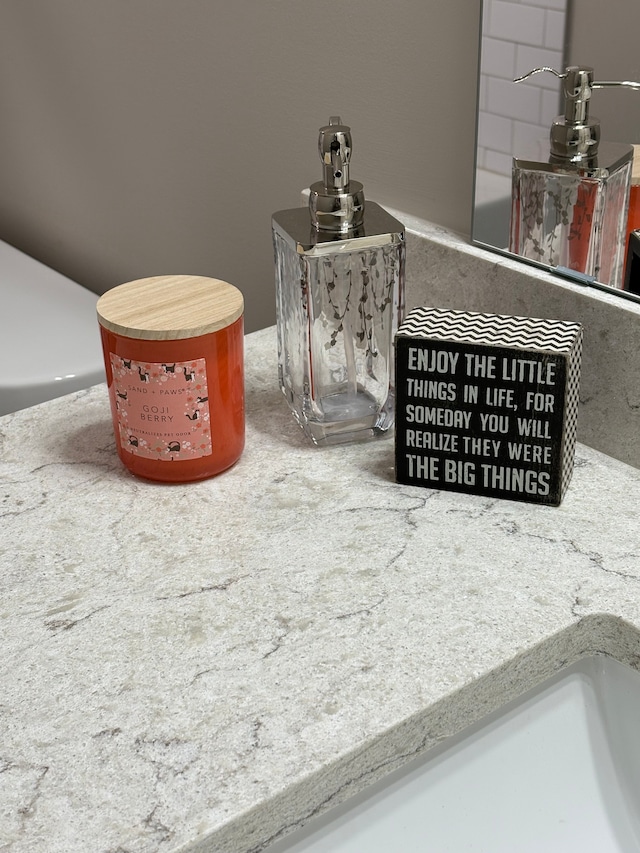 SAND + PAWS®
GOJI
BERRY
ENJOY THE LITTLE
THINGS IN LIFE, FOR
SOMEDAY YOU WILL
REALIZE THEY WERE
THE BIG THINGS